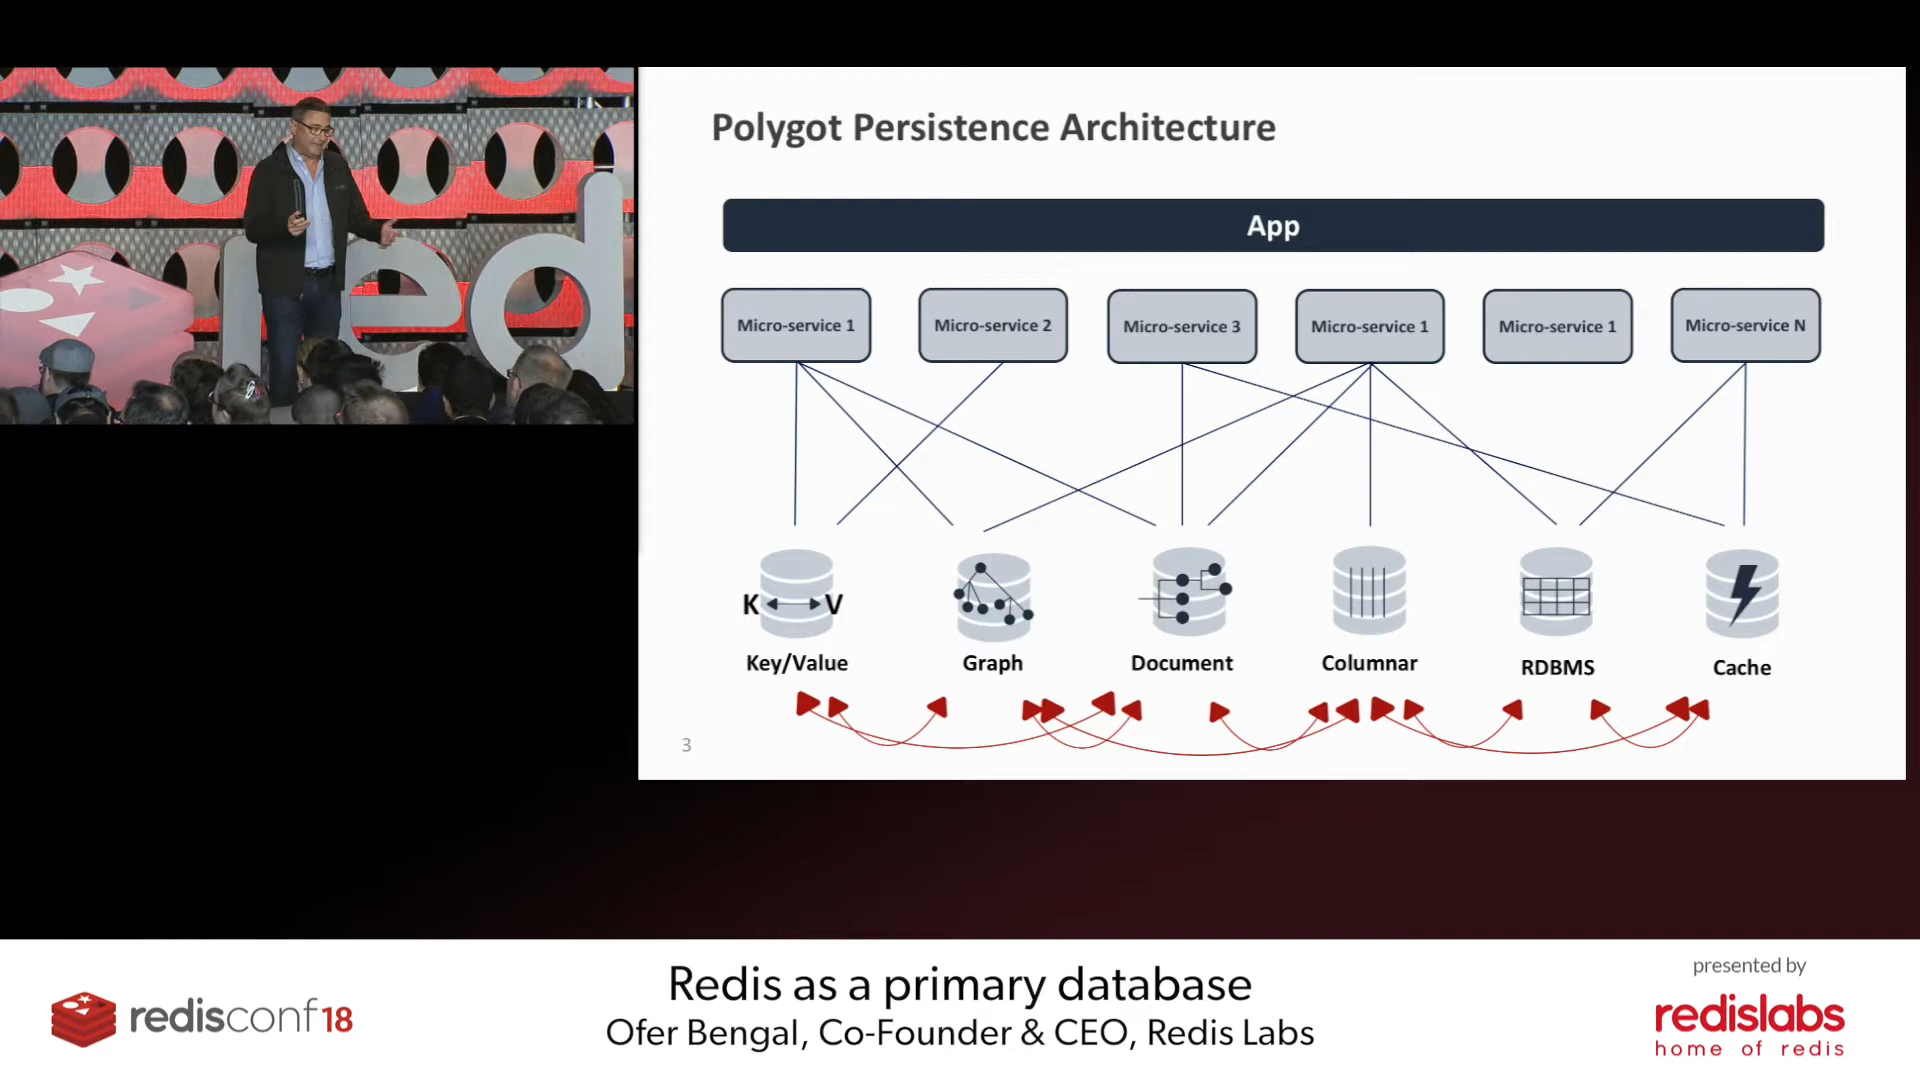 red
Polygot Persistence Architecture
App
Micro-service 1
Micro-service 2
Micro-service 3
Micro-service 1
Micro-service 1
Micro-service N
K V
Key/Value
Graph
Document
Columnar
RDBMS
Cache
3
redisconf18
Redis as a primary database
Ofer Bengal, Co-Founder & CEO, Redis Labs
presented by
redislabs
home of redis